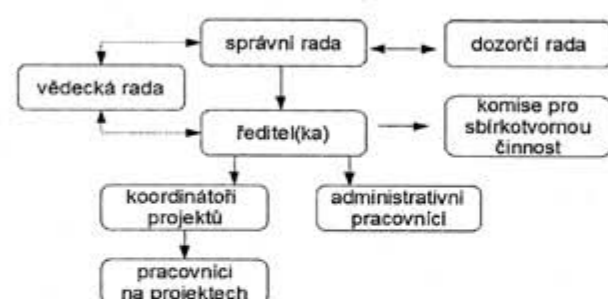 správní rada
dozorčí rada
vědecká rada
ředitel(ka)
komise pro
sbírkotvornou
činnost
koordinátoři
projektů
administrativní
pracovníci
pracovníci
na projektech